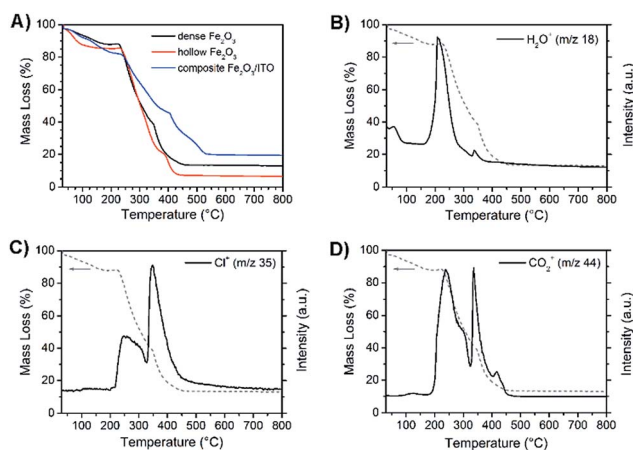 A)
dense Fe₂O₃
hollow Fe₂O₃
composite Fe₂O₃/ITO
Mass Loss (%)
100
80
60
40
20
0
100 200 300 400 500 600 700 800
Temperature (°C)
B)
H₂O⁺ (m/z 18)
Mass Loss (%)
Intensity (a.u.)
100
80
60
40
20
0
100 200 300 400 500 600 700 800
Temperature (°C)
C)
Cl⁺ (m/z 35)
Mass Loss (%)
Intensity (a.u.)
100
80
60
40
20
0
100 200 300 400 500 600 700 800
Temperature (°C)
D)
CO₂⁺ (m/z 44)
Mass Loss (%)
Intensity (a.u.)
100
80
60
40
20
0
100 200 300 400 500 600 700 800
Temperature (°C)